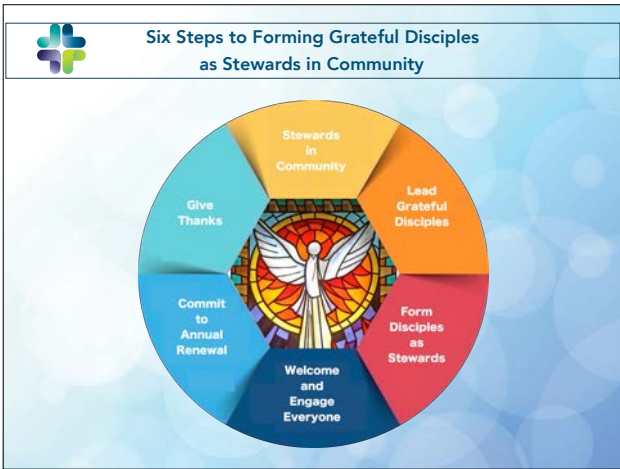 Six Steps to Forming Grateful Disciples
as Stewards in Community
Stewards
in
Community
Lead
Grateful
Disciples
Form
Disciples
as
Stewards
Welcome
and
Engage
Everyone
Commit
to
Annual
Renewal
Give
Thanks